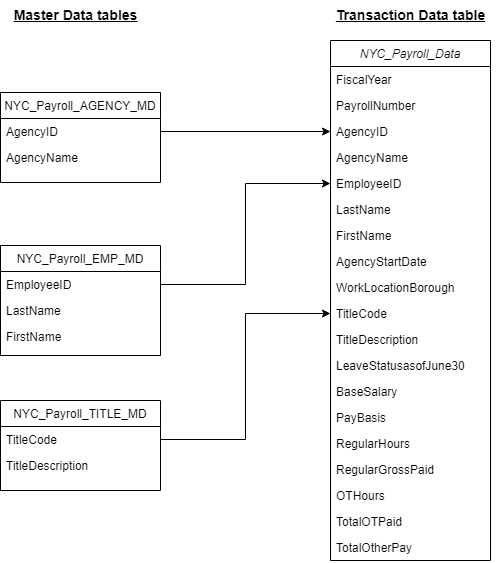 Master Data tables
Transaction Data table
NYC_Payroll_AGENCY_MD
AgencyID
AgencyName
NYC_Payroll_EMP_MD
EmployeeID
LastName
FirstName
NYC_Payroll_TITLE_MD
TitleCode
TitleDescription
NYC_Payroll_Data
FiscalYear
PayrollNumber
AgencyID
AgencyName
EmployeeID
LastName
FirstName
AgencyStartDate
WorkLocationBorough
TitleCode
TitleDescription
LeaveStatusasofJune30
BaseSalary
PayBasis
RegularHours
RegularGrossPaid
OTHours
TotalOTPaid
TotalOtherPay